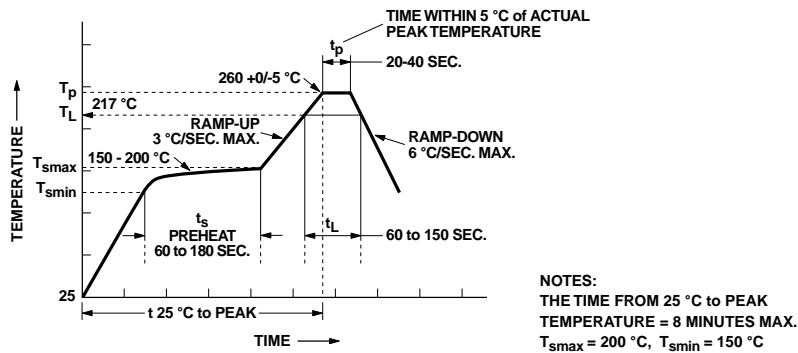 TIME WITHIN 5 °C of ACTUAL
PEAK TEMPERATURE
tp
20-40 SEC.
260 +0/-5 °C
Tp
217 °C
TL
RAMP-UP
3 °C/SEC. MAX.
RAMP-DOWN
6 °C/SEC. MAX.
150 - 200 °C
Tsmax
Tsmin
TEMPERATURE
ts
PREHEAT
60 to 180 SEC.
tL
60 to 150 SEC.
25
t 25 °C to PEAK
TIME
NOTES:
THE TIME FROM 25 °C to PEAK
TEMPERATURE = 8 MINUTES MAX.
Tsmax = 200 °C, Tsmin = 150 °C